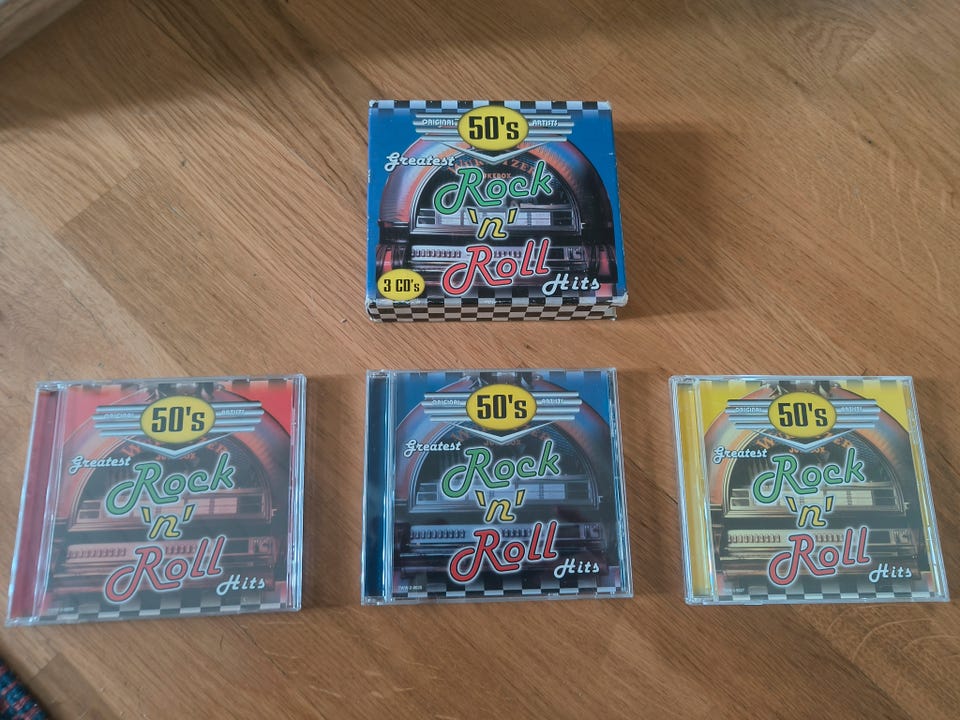 ORIGINAL 50's ARTISTS
Greatest
Rock
'n'
Roll
Hits
3 CD's
ORIGINAL 50's ARTISTS
Greatest
Rock
'n'
Roll
Hits
ORIGINAL 50's ARTISTS
Greatest
Rock
'n'
Roll
Hits
ORIGINAL 50's ARTISTS
Greatest
Rock
'n'
Roll
Hits